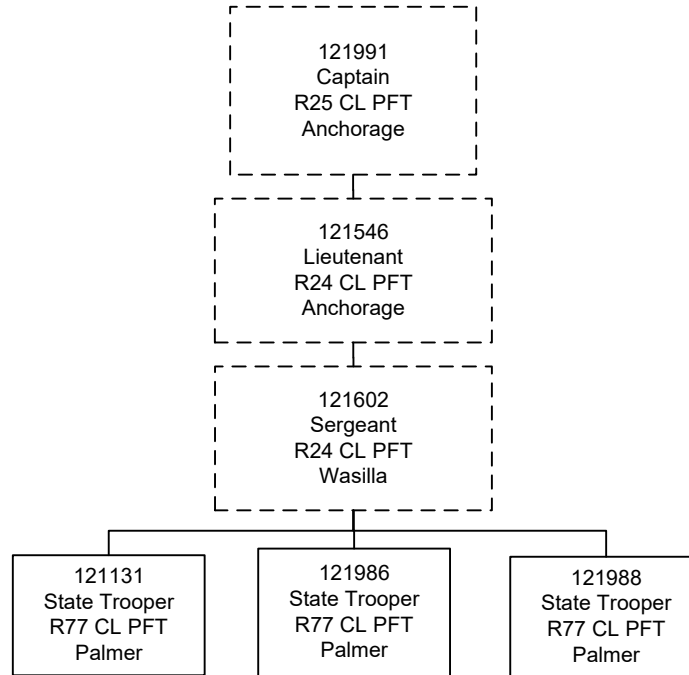 121991
Captain
R25 CL PFT
Anchorage
121546
Lieutenant
R24 CL PFT
Anchorage
121602
Sergeant
R24 CL PFT
Wasilla
121131
State Trooper
R77 CL PFT
Palmer
121986
State Trooper
R77 CL PFT
Palmer
121988
State Trooper
R77 CL PFT
Palmer